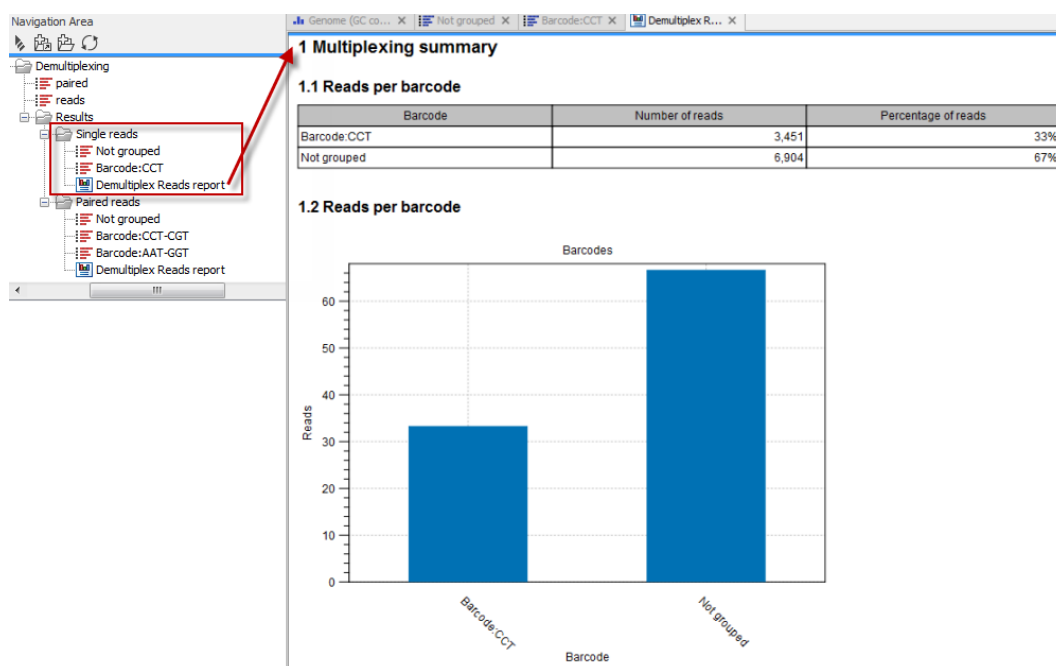 Navigation Area
Demultiplexing
paired
reads
Results
Single reads
Not grouped
Barcode:CCT
Demultiplex Reads report
Paired reads
Not grouped
Barcode:CCT-CGT
Barcode:AAT-GGT
Demultiplex Reads report
Genome (GC co... Not grouped Barcode:CCT Demultiplex R...
1 Multiplexing summary
1.1 Reads per barcode
Barcode Number of reads Percentage of reads
Barcode:CCT 3,451 33%
Not grouped 6,904 67%
1.2 Reads per barcode
Barcodes
60
50
40
30
20
10
0
Reads
Barcode:CCT
Not grouped
Barcode